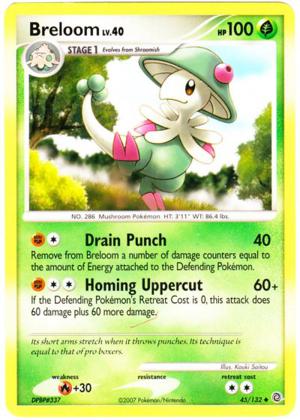 Breloom LV.40 HP 100
STAGE 1 Evolves from Shroomish
NO. 286 Mushroom Pokémon HT: 3'11" WT: 86.4 lbs.
Drain Punch 40
Remove from Breloom a number of damage counters equal to
the amount of Energy attached to the Defending Pokémon.
Homing Uppercut 60+
If the Defending Pokémon's Retreat Cost is 0, this attack does
60 damage plus 60 more damage.
Its short arms stretch when it throws punches. Its technique
is equal to that of pro boxers.
Illus. Kouki Saitou
weakness resistance retreat cost
+30
DPBP#337 ©2007 Pokémon/Nintendo 45/132